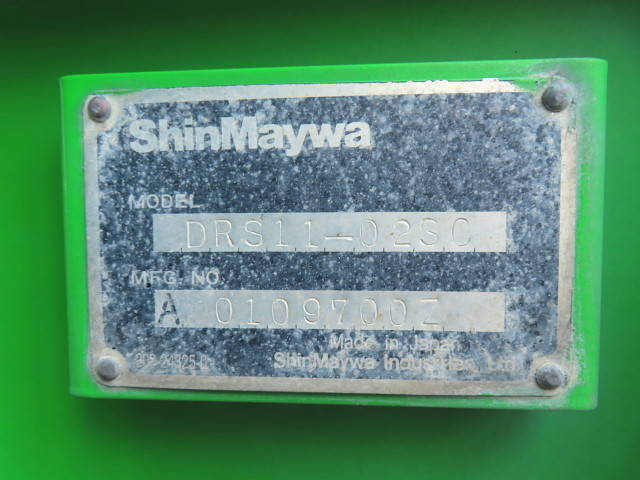 ShinMaywa
MODEL
DRS11-02SC
MFG. NO.
A 0109700Z
Made in Japan
ShinMaywa Industries, Ltd.